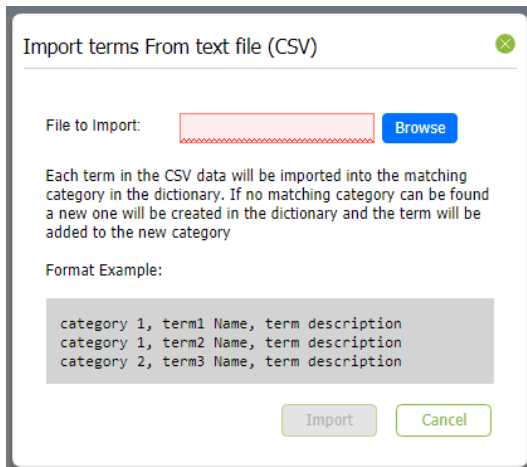 Import terms From text file (CSV)
File to Import:
Browse
Each term in the CSV data will be imported into the matching
category in the dictionary. If no matching category can be found
a new one will be created in the dictionary and the term will be
added to the new category
Format Example:
category 1, term1 Name, term description
category 1, term2 Name, term description
category 2, term3 Name, term description
Import
Cancel